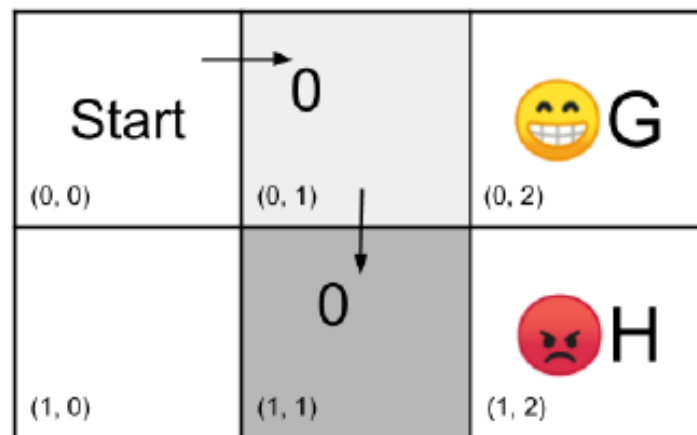 Start
0
G
(0, 0)
(0, 1)
(0, 2)
0
H
(1, 0)
(1, 1)
(1, 2)